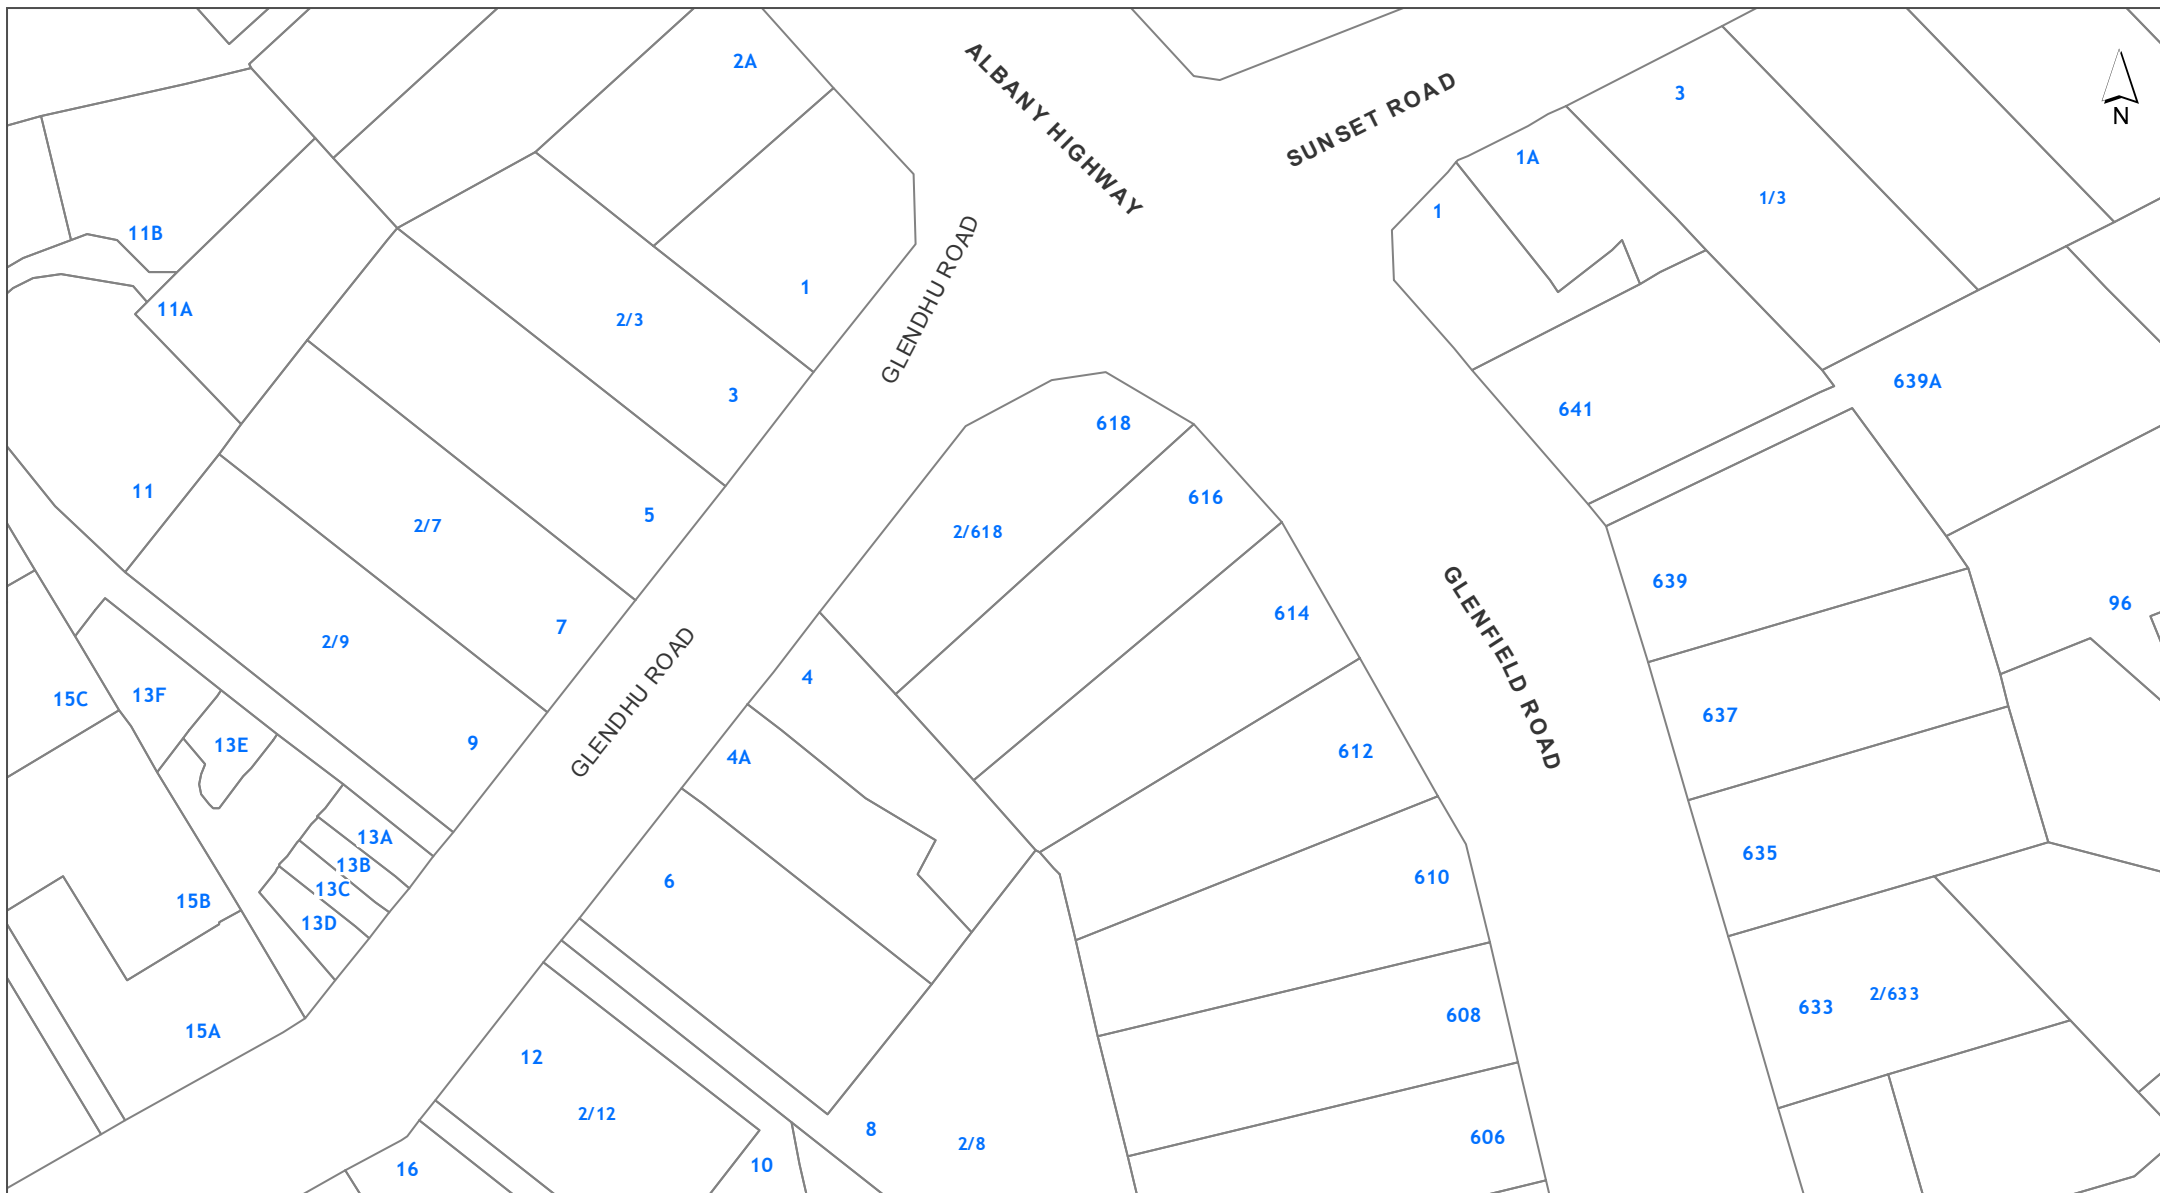 2A
ALBANY HIGHWAY
SUNSET ROAD
3
N
1A
1/3
1
11B
GLENDHU ROAD
1
11A
2/3
3
639A
641
618
11
5
616
2/7
2/618
GLENFIELD ROAD
639
96
614
7
2/9
GLENDHU ROAD
4
15C
13F
637
13E
9
4A
612
13A
635
13B
13C
6
610
15B
13D
2/633
633
608
15A
12
2/12
8
2/8
606
10
16